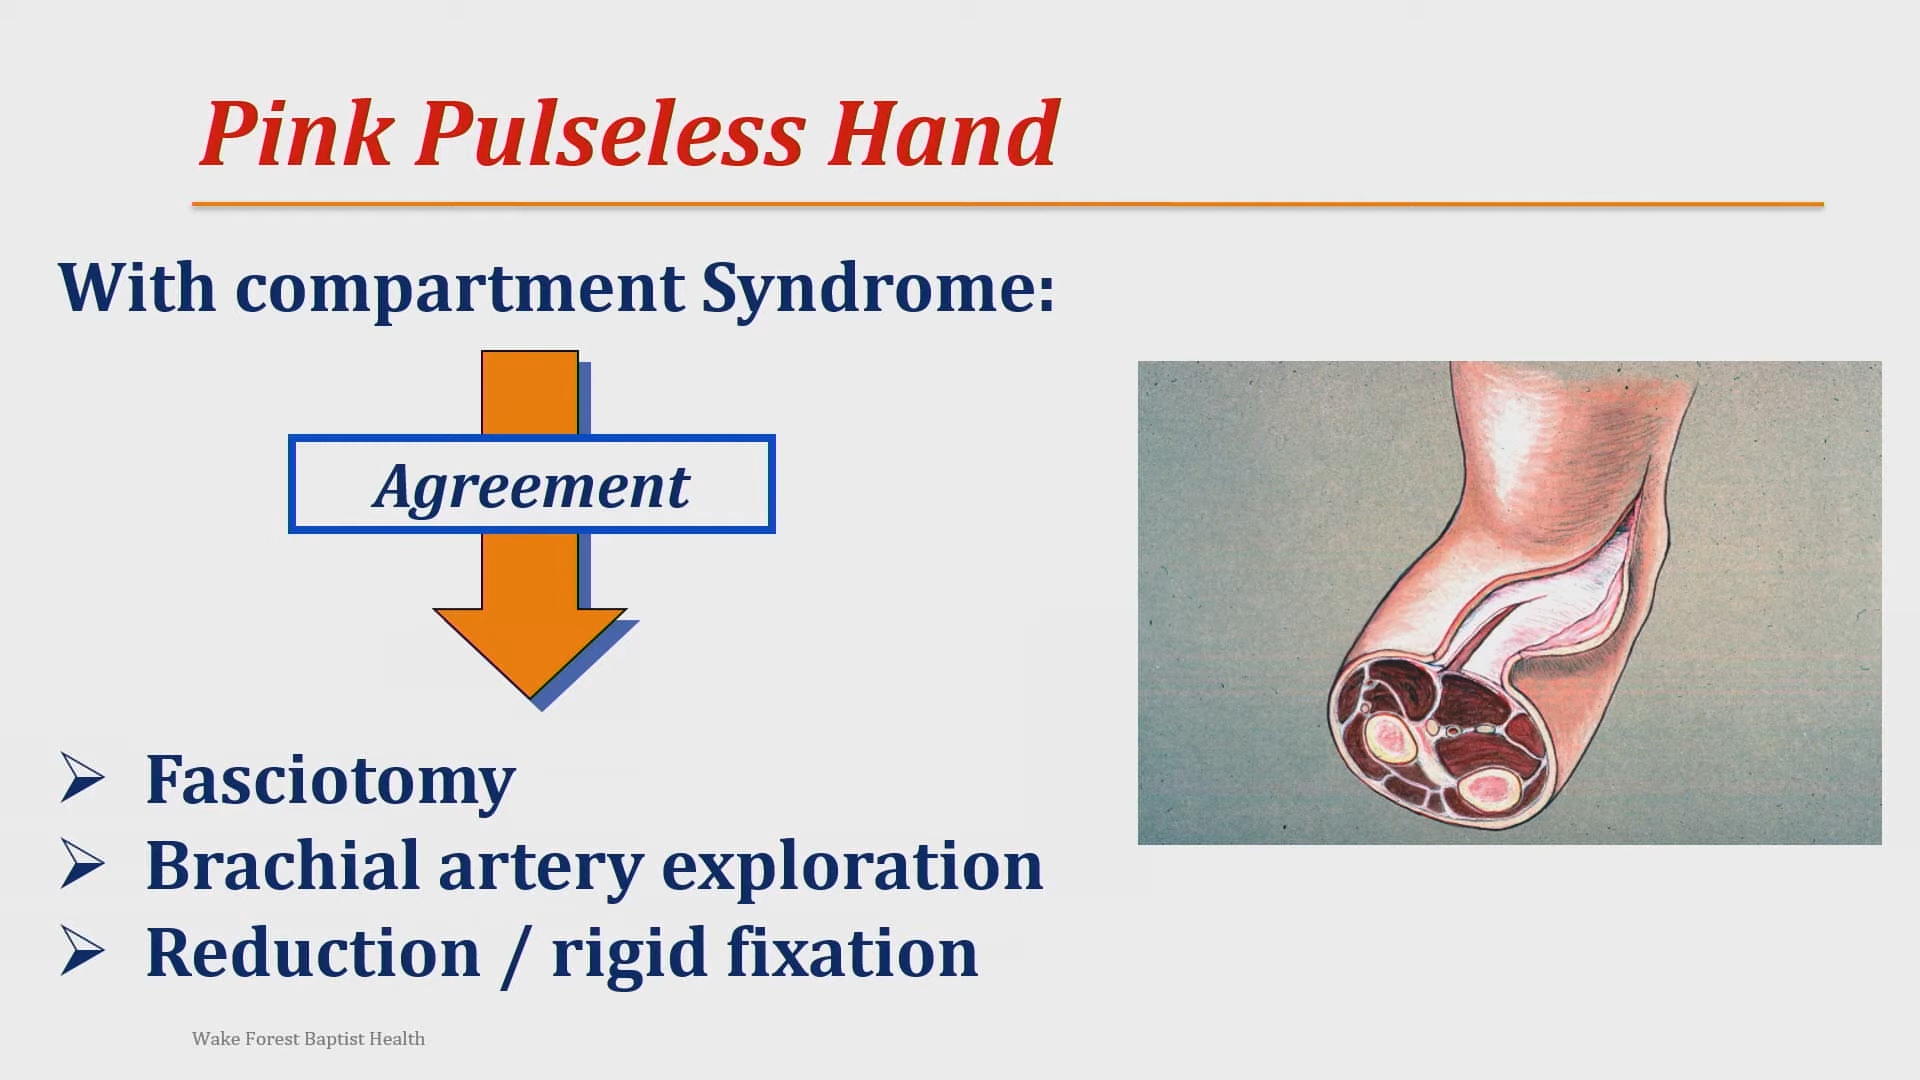 Pink Pulseless Hand
With compartment Syndrome:
Agreement
Fasciotomy
Brachial artery exploration
Reduction / rigid fixation
Wake Forest Baptist Health